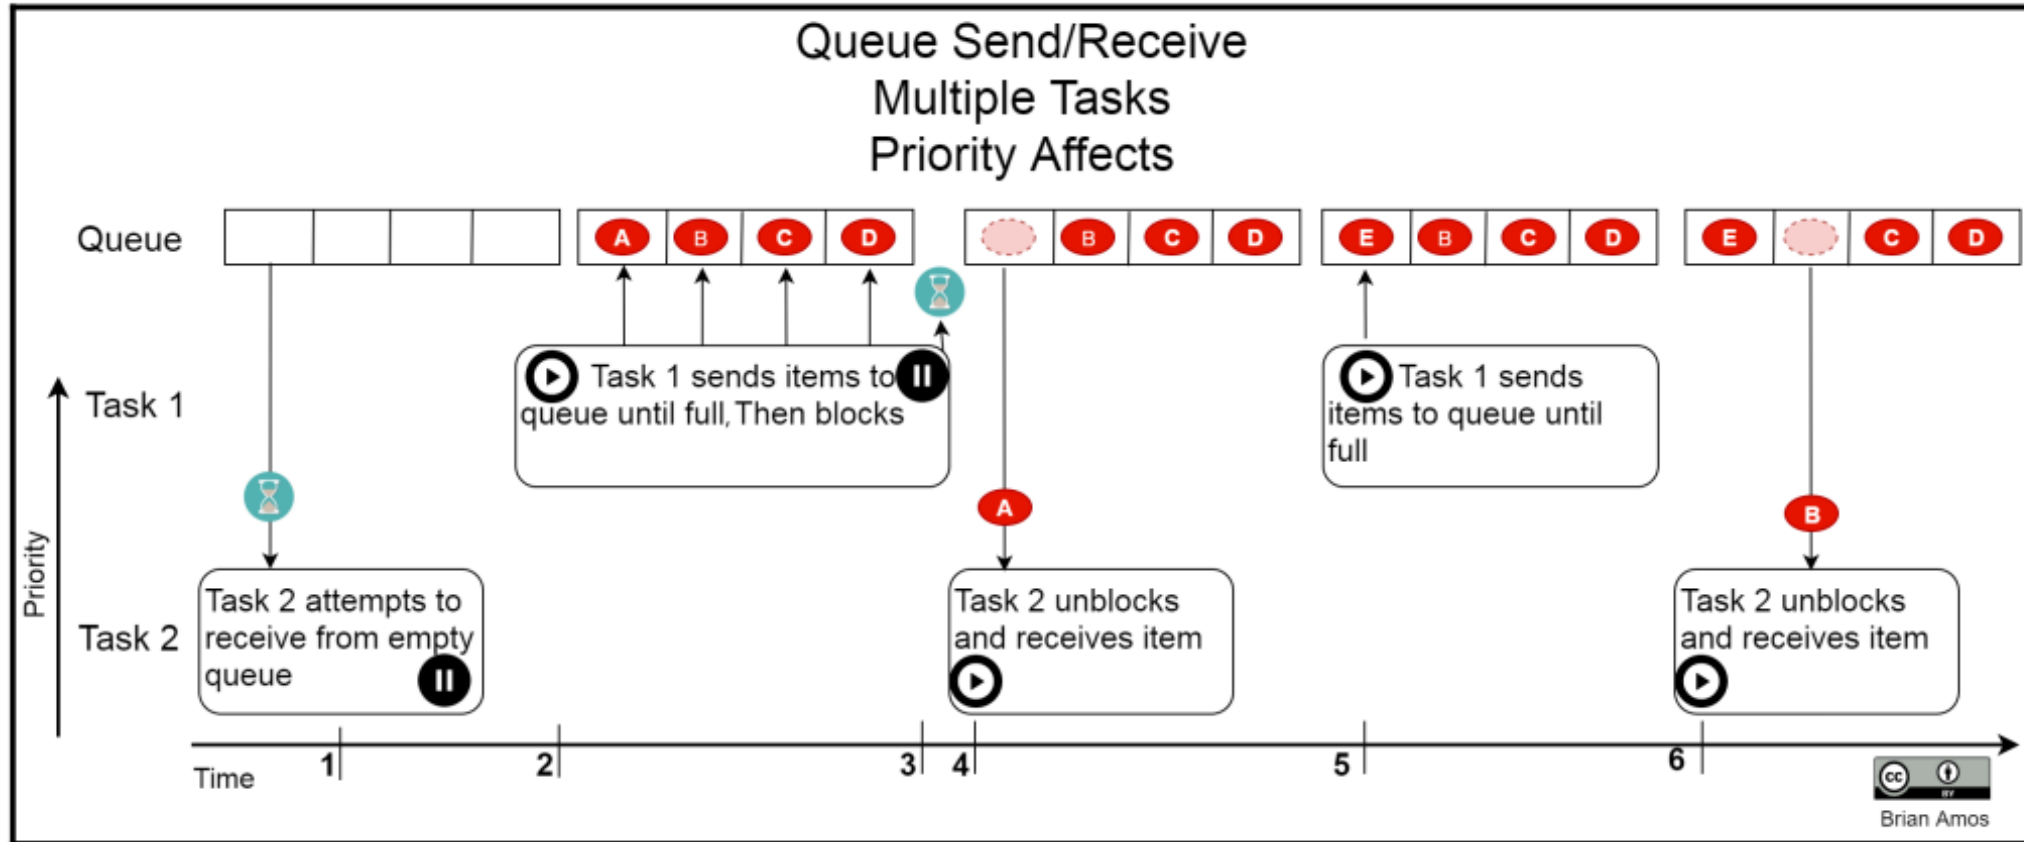 Queue Send/Receive
Multiple Tasks
Priority Affects
Queue
A B C D
B C D
E B C D
E C D
Task 1
Task 1 sends items to
queue until full, Then blocks
Task 1 sends
items to queue until
full
A
B
Priority
Task 2
Task 2 attempts to
receive from empty
queue
Task 2 unblocks
and receives item
Task 2 unblocks
and receives item
1 2 3 4 5 6
Time
cc
BY
Brian Amos